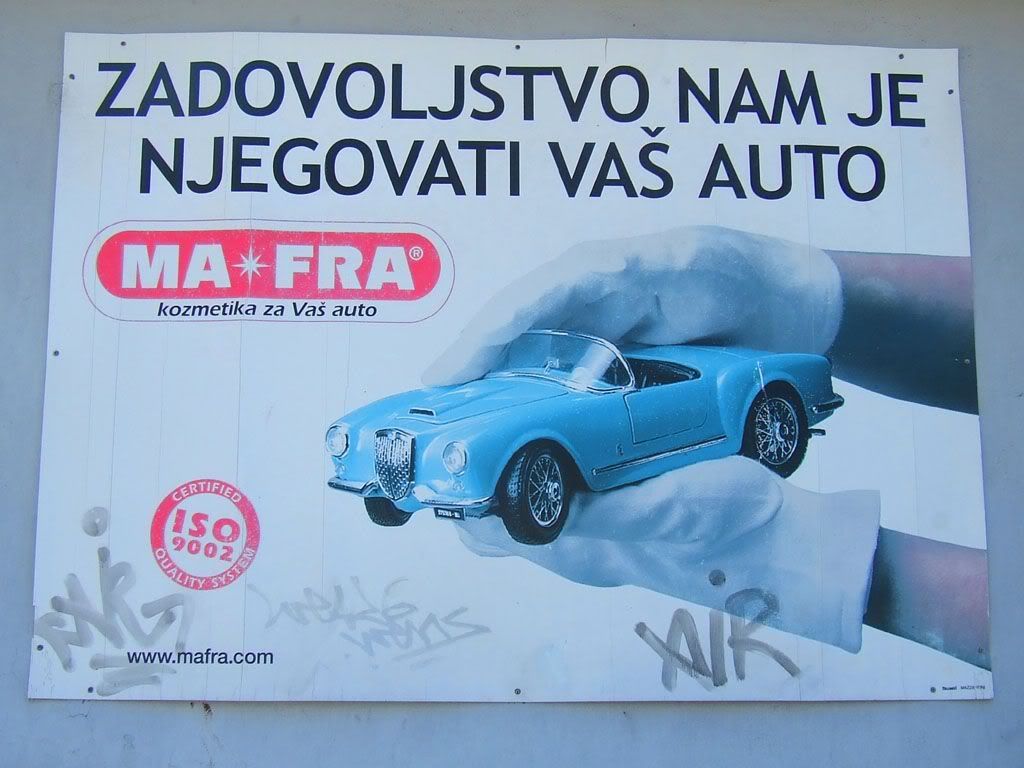 ZADOVOLJSTVO NAM JE
NJEGOVATI VAŠ AUTO
MA FRA®
kozmetika za Vaš auto
CERTIFIED
ISO
9002
QUALITY SYSTEM
www.mafra.com
AIR